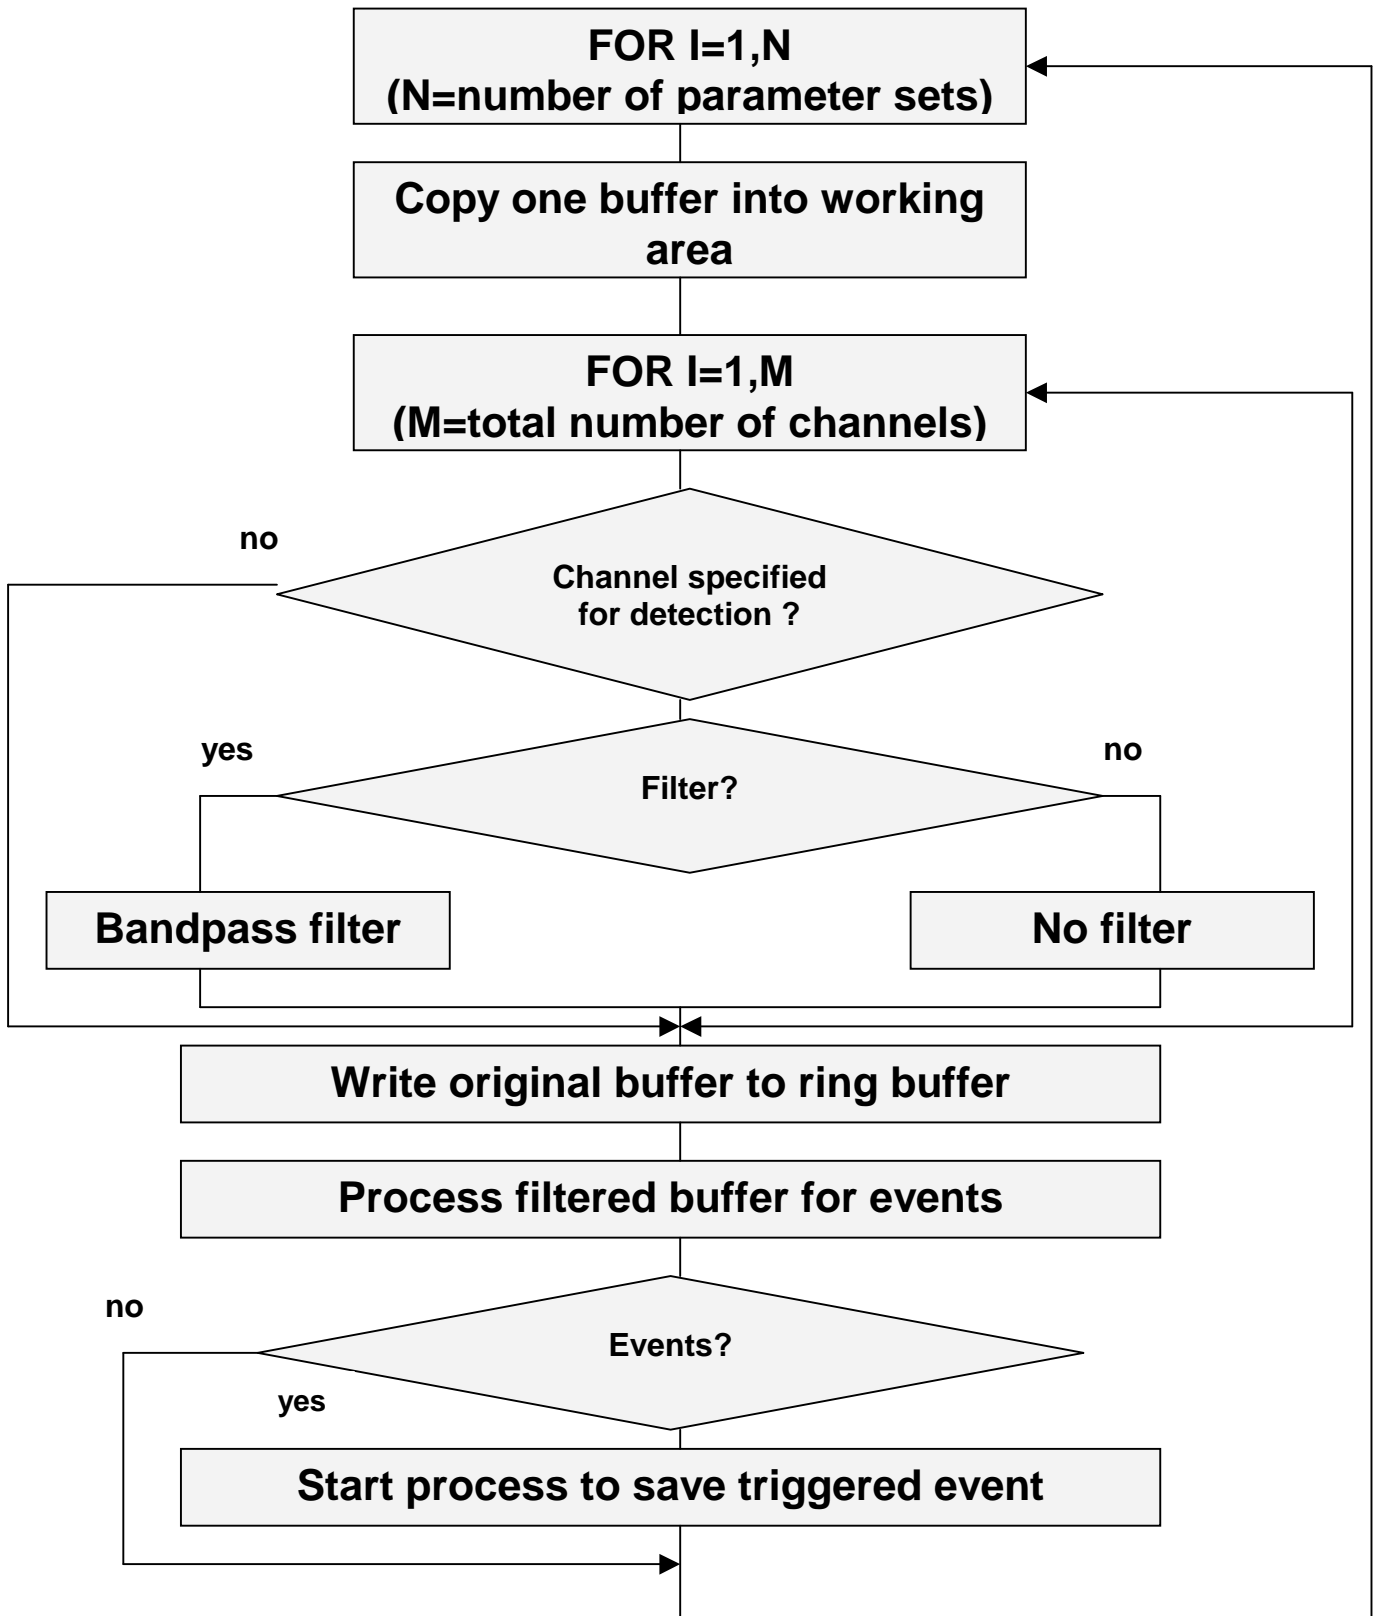 FOR I=1,N
(N=number of parameter sets)
Copy one buffer into working
area
FOR I=1,M
(M=total number of channels)
no
Channel specified
for detection ?
yes
no
Filter?
Bandpass filter
No filter
Write original buffer to ring buffer
Process filtered buffer for events
no
Events?
yes
Start process to save triggered event